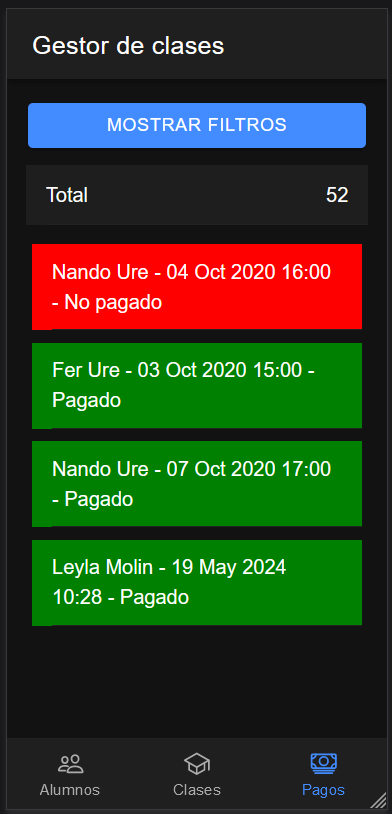 Gestor de clases
MOSTRAR FILTROS
Total 52
Nando Ure - 04 Oct 2020 16:00
- No pagado
Fer Ure - 03 Oct 2020 15:00 -
Pagado
Nando Ure - 07 Oct 2020 17:00
- Pagado
Leyla Molin - 19 May 2024
10:28 - Pagado
Alumnos Clases Pagos